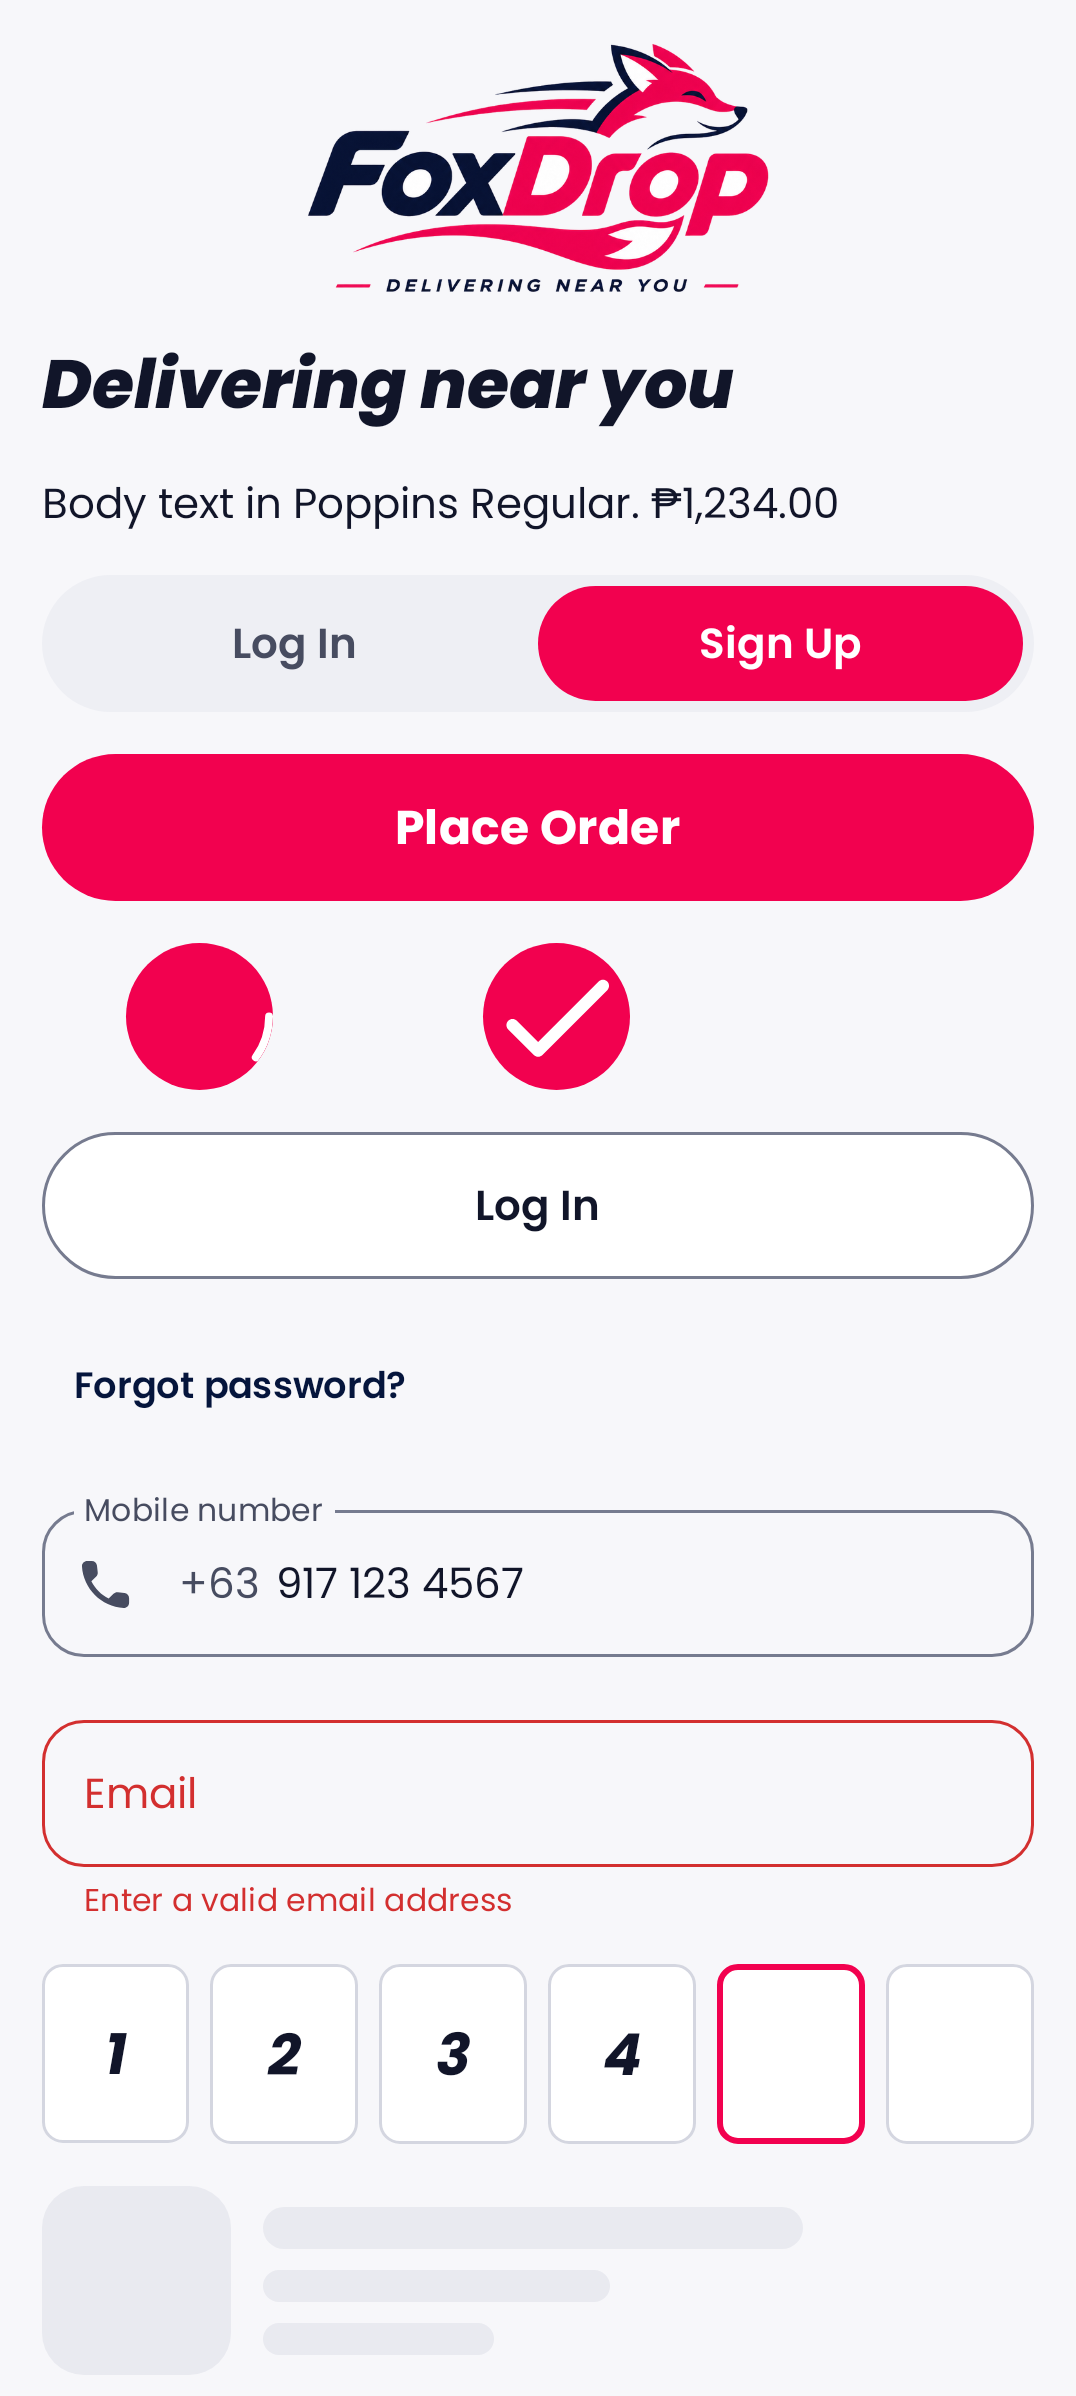 FoxDrop
DELIVERING NEAR YOU
Delivering near you
Body text in Poppins Regular. ₱1,234.00
Log In
Sign Up
Place Order
Log In
Forgot password?
Mobile number
+63 917 123 4567
Email
Enter a valid email address
1 2 3 4